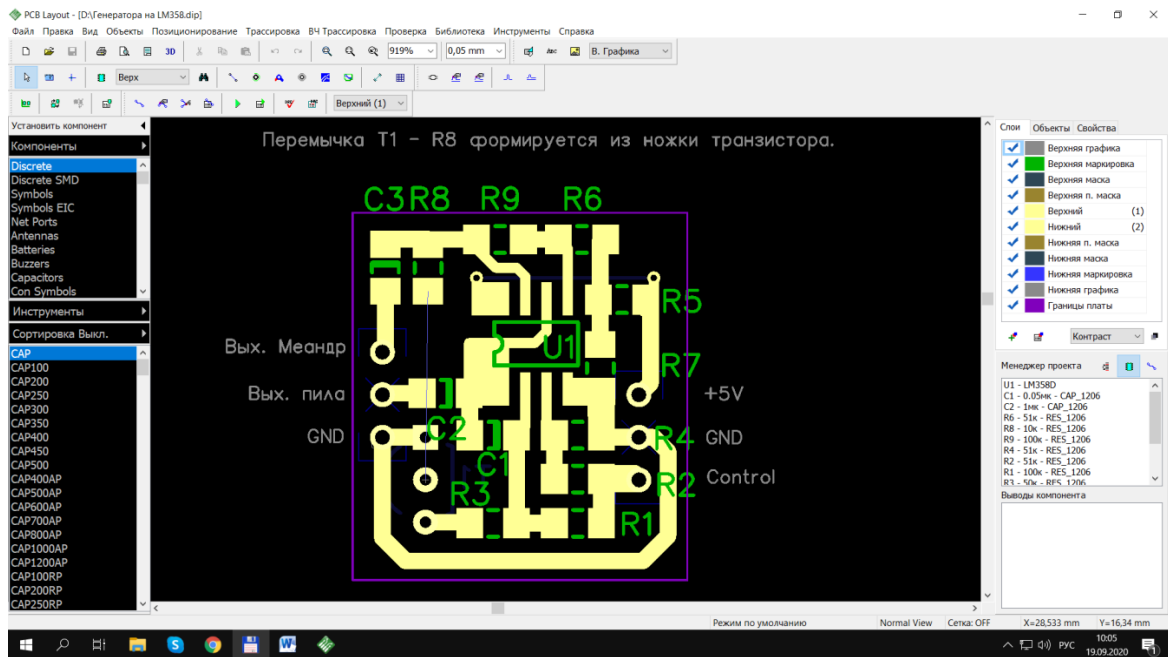 PCB Layout - [D:\Генератора на LM358.dip]
Файл Правка Вид Объекты Позиционирование Трассировка ВЧ Трассировка Проверка Библиотека Инструменты Справка
3D 919% 0,05 mm Abc В. Графика
Верх
Верхний (1)
Установить компонент
Компоненты
Discrete
Discrete SMD
Symbols
Symbols EIC
Net Ports
Antennas
Batteries
Buzzers
Capacitors
Con Symbols
Инструменты
Сортировка Выкл.
CAP
CAP100
CAP200
CAP250
CAP300
CAP350
CAP400
CAP450
CAP500
CAP400AP
CAP500AP
CAP600AP
CAP700AP
CAP800AP
CAP1000AP
CAP1200AP
CAP100RP
CAP200RP
CAP250RP
Перемычка T1 - R8 формируется из ножки транзистора.
C3 R8 R9 R6
R5
U1
Вых. Меандр
R7
Вых. пила
+5V
C2
GND
R4 GND
C1
R3
R2 Control
R1
Слои Объекты Свойства
Верхняя графика
Верхняя маркировка
Верхняя маска
Верхняя п. маска
Верхний (1)
Нижний (2)
Нижняя п. маска
Нижняя маска
Нижняя маркировка
Нижняя графика
Границы платы
Контраст
Менеджер проекта
U1 - LM358D
C1 - 0.05мк - CAP_1206
C2 - 1мк - CAP_1206
R6 - 51к - RES_1206
R8 - 10к - RES_1206
R9 - 100к - RES_1206
R4 - 51к - RES_1206
R2 - 51к - RES_1206
R1 - 100к - RES_1206
R3 - 50к - RES_1206
Выводы компонента
Режим по умолчанию Normal View Сетка: OFF X=28,533 mm Y=16,34 mm
РУС 10:05
19.09.2020